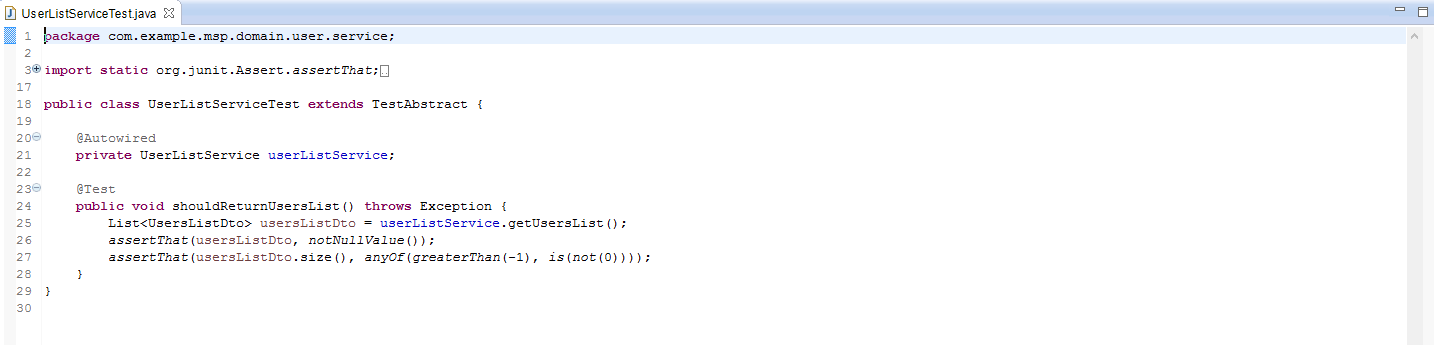 UserListServiceTest.java
1 package com.example.msp.domain.user.service;
2
3 import static org.junit.Assert.assertThat;
17
18 public class UserListServiceTest extends TestAbstract {
19
20     @Autowired
21     private UserListService userListService;
22
23     @Test
24     public void shouldReturnUsersList() throws Exception {
25         List<UsersListDto> usersListDto = userListService.getUsersList();
26         assertThat(usersListDto, notNullValue());
27         assertThat(usersListDto.size(), anyOf(greaterThan(-1), is(not(0))));
28     }
29 }
30